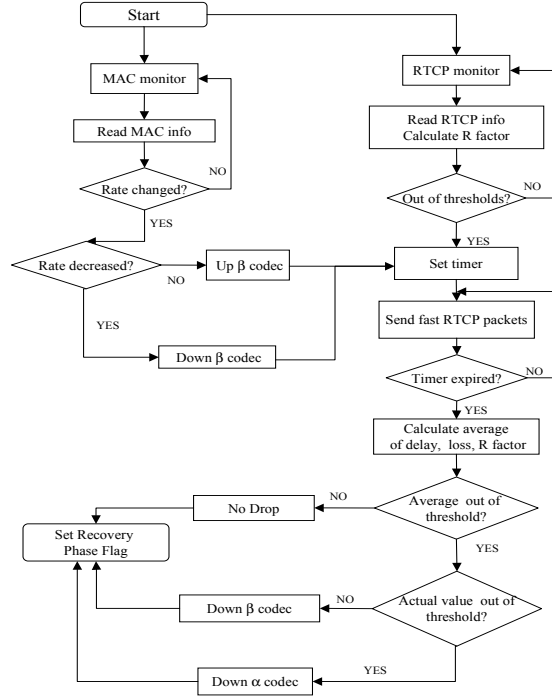 Start
MAC monitor
RTCP monitor
Read MAC info
Read RTCP info
Calculate R factor
NO
Rate changed?
NO
Out of thresholds?
YES
YES
Rate decreased?
NO
Up β codec
Set timer
YES
Send fast RTCP packets
Down β codec
Timer expired?
NO
YES
Calculate average
of delay, loss, R factor
NO
No Drop
Average out of
threshold?
Set Recovery
Phase Flag
YES
NO
Down β codec
Actual value out of
threshold?
YES
Down α codec